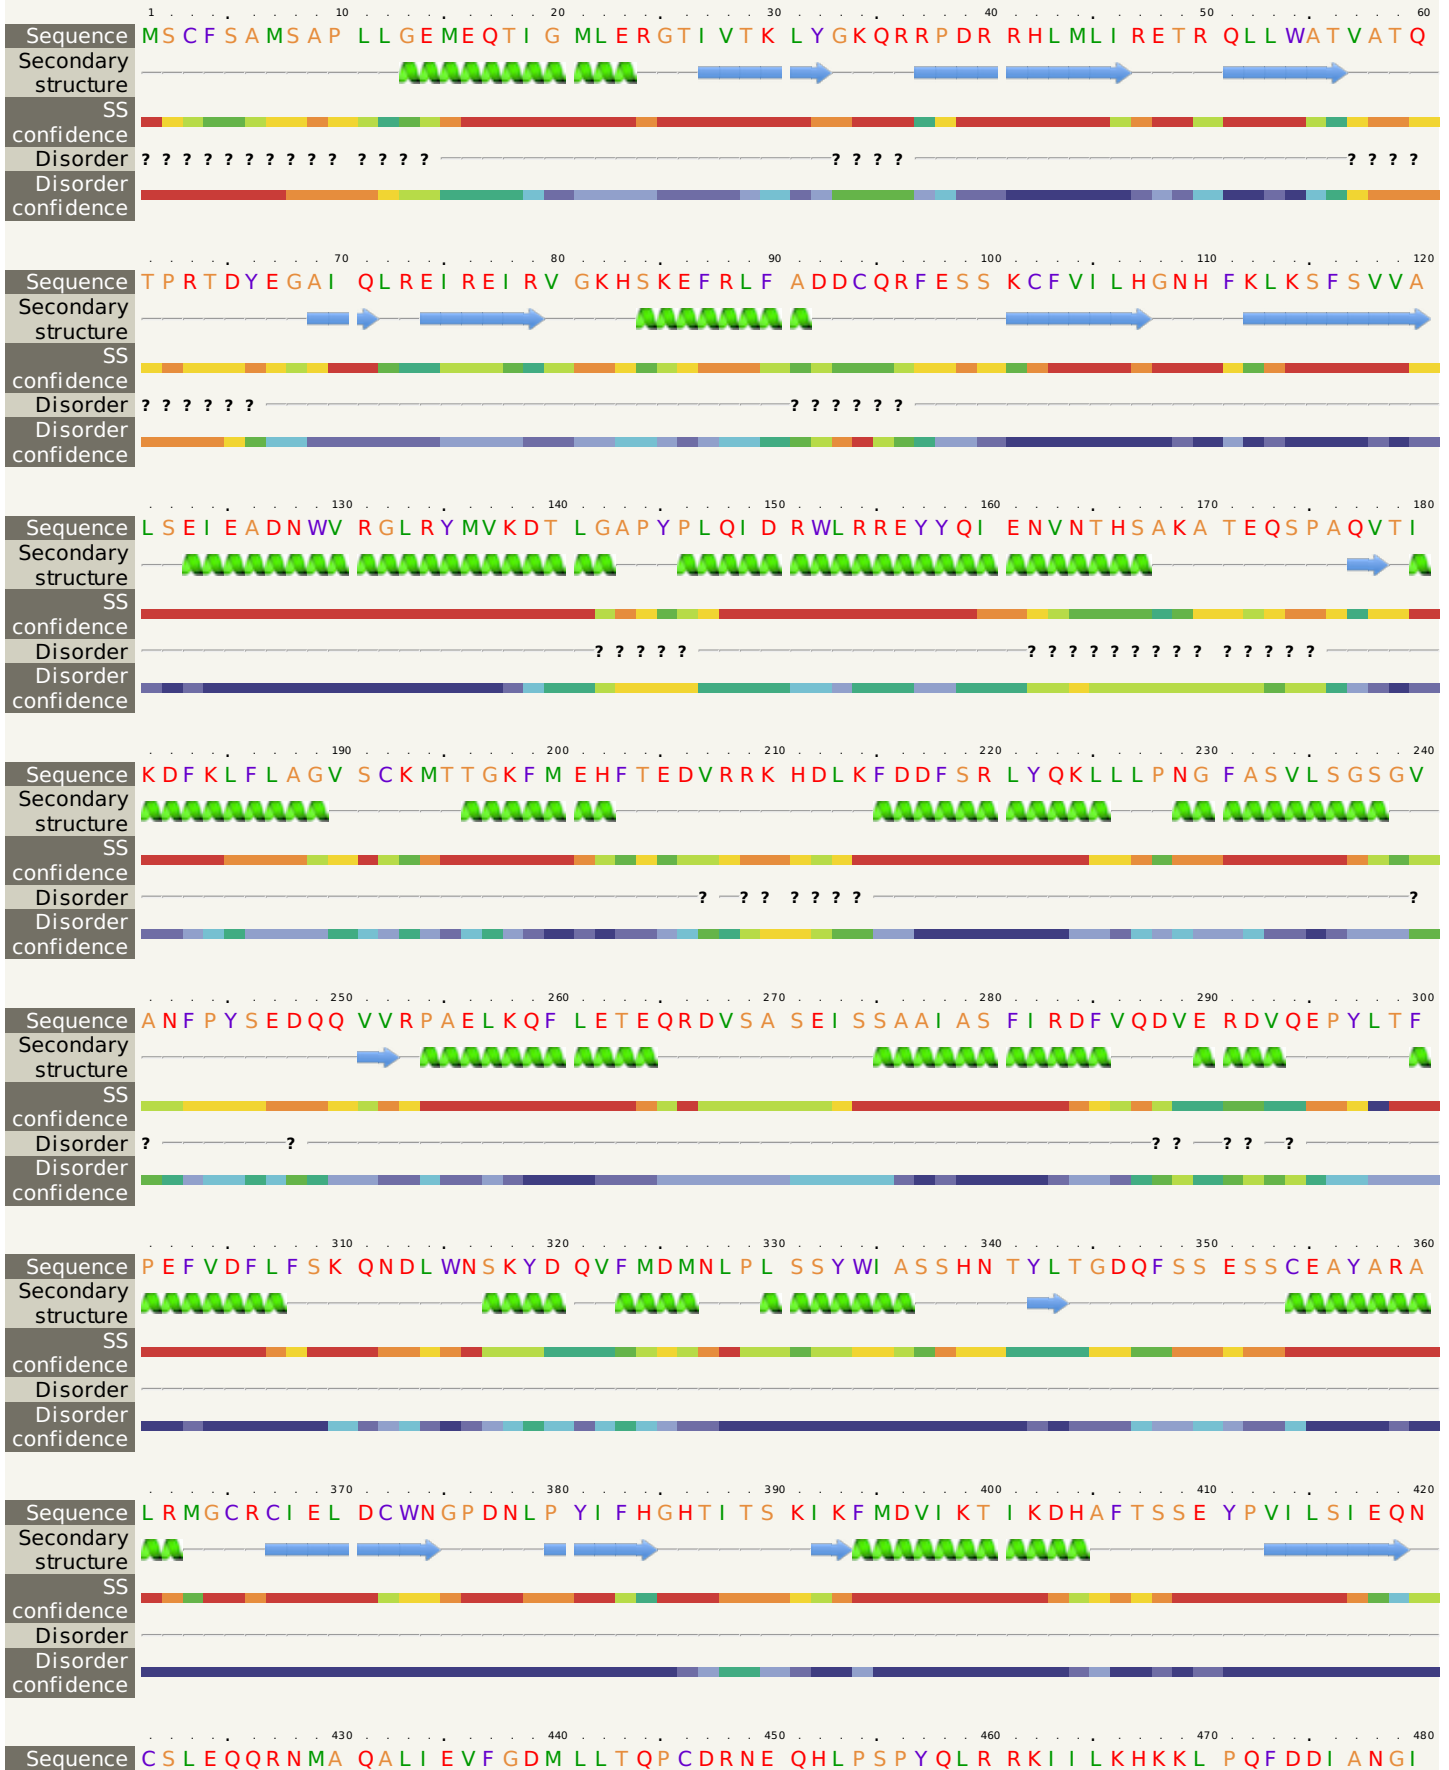 1 . . . . . . . . 10 . . . . . . . . . 20 . . . . . . . . . 30 . . . . . . . . . 40 . . . . . . . . . 50 . . . . . . . . . 60
Sequence MSCFSAMSAP LLGEMEQTIG MLERGTIVTK LYGKQRRPDR RHLMLIRETR QLLWATVATQ
Secondary
structure
SS
confidence
Disorder ? ? ? ? ? ? ? ? ? ? ? ? ? ? ? ? ? ? ? ? ? ?
Disorder
confidence
. . . . . . . . . 70 . . . . . . . . . 80 . . . . . . . . . 90 . . . . . . . . . 100 . . . . . . . . . 110 . . . . . . . . . 120
Sequence TPRTDYEGAI QLREIREIRV GKHSKEFRLF ADDCQRFESS KCFVILHGNH FKLKSFSVVA
Secondary
structure
SS
confidence
Disorder ? ? ? ? ? ? ? ? ? ? ? ?
Disorder
confidence
. . . . . . . . . 130 . . . . . . . . . 140 . . . . . . . . . 150 . . . . . . . . . 160 . . . . . . . . . 170 . . . . . . . . . 180
Sequence LSEIEADNWV RGLRYMVKDT LGAPYPLQID RWLRREYYQI ENVNTHSAKA TEQSPAQVTI
Secondary
structure
SS
confidence
Disorder ? ? ? ? ? ? ? ? ? ? ? ? ? ? ? ? ? ? ?
Disorder
confidence
. . . . . . . . . 190 . . . . . . . . . 200 . . . . . . . . . 210 . . . . . . . . . 220 . . . . . . . . . 230 . . . . . . . . . 240
Sequence KDFKLFLAGV SCKMTTGKFM EHFTEDVRRK HDLKFDDFSR LYQKLLLPNG FASVLSGSGV
Secondary
structure
SS
confidence
Disorder ? ? ? ? ? ? ? ?
Disorder
confidence
. . . . . . . . . 250 . . . . . . . . . 260 . . . . . . . . . 270 . . . . . . . . . 280 . . . . . . . . . 290 . . . . . . . . . 300
Sequence ANFPYSEDQQ VVRPAELKQF LETEQRDVSA SEISSAAIAS FIRDFVQDVE RDVQEPYLTF
Secondary
structure
SS
confidence
Disorder ? ? ? ? ? ? ?
Disorder
confidence
. . . . . . . . . 310 . . . . . . . . . 320 . . . . . . . . . 330 . . . . . . . . . 340 . . . . . . . . . 350 . . . . . . . . . 360
Sequence PEFVDFLFSK QNDLWNSKYD QVFMDMNLPL SSYWIASSHN TYLTGDQFSS ESSCEAYARA
Secondary
structure
SS
confidence
Disorder
Disorder
confidence
. . . . . . . . . 370 . . . . . . . . . 380 . . . . . . . . . 390 . . . . . . . . . 400 . . . . . . . . . 410 . . . . . . . . . 420
Sequence LRMGCRCIEL DCWNGPDNLP YIFHGHTITS KIKFMDVIKT IKDHAFTSSE YPVILSIEQN
Secondary
structure
SS
confidence
Disorder
Disorder
confidence
. . . . . . . . . 430 . . . . . . . . . 440 . . . . . . . . . 450 . . . . . . . . . 460 . . . . . . . . . 470 . . . . . . . . . 480
Sequence CSLEQQRNMA QALIEVFGDM LLTQPCDRNE QHLPSPYQLR RKIILKHKKL PQFDDIANGI